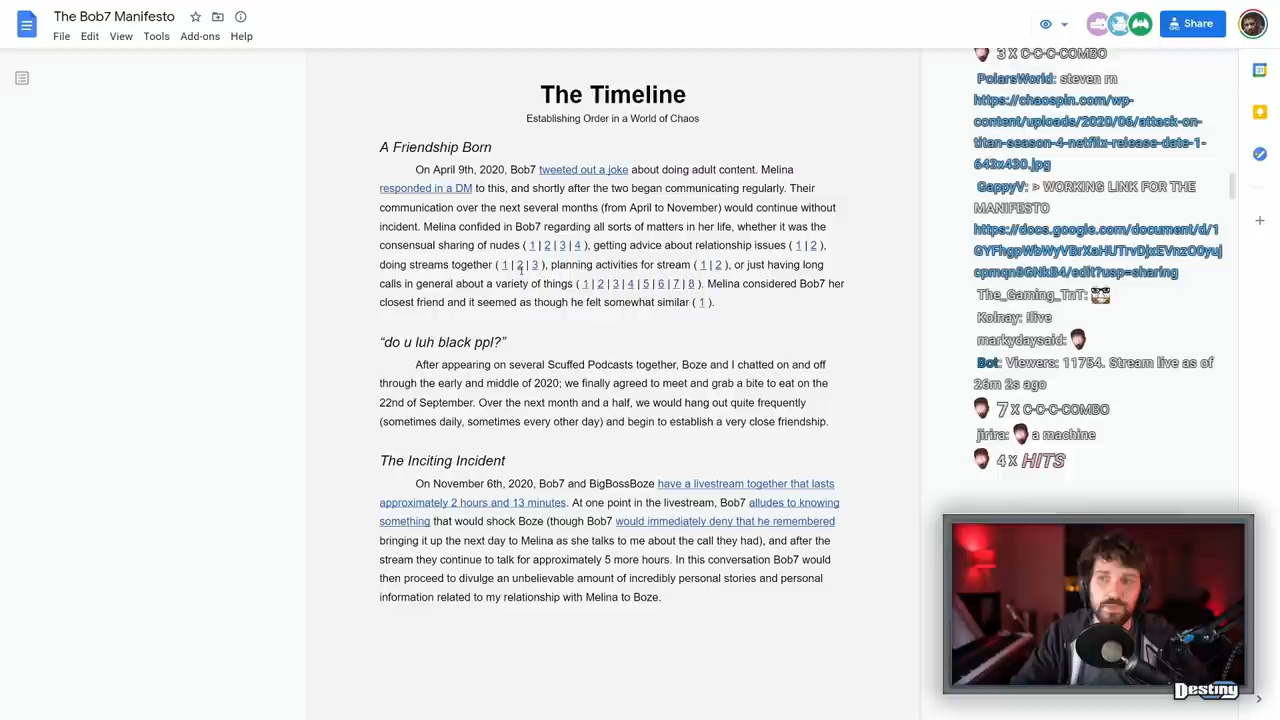 The Bob7 Manifesto
File Edit View Tools Add-ons Help
Share
The Timeline
Establishing Order in a World of Chaos
A Friendship Born
On April 9th, 2020, Bob7 tweeted out a joke about doing adult content. Melina
responded in a DM to this, and shortly after the two began communicating regularly. Their
communication over the next several months (from April to November) would continue without
incident. Melina confided in Bob7 regarding all sorts of matters in her life, whether it was the
consensual sharing of nudes ( 1 | 2 | 3 | 4 ), getting advice about relationship issues ( 1 | 2 ),
doing streams together ( 1 | 2 | 3 ), planning activities for stream ( 1 | 2 ), or just having long
calls in general about a variety of things ( 1 | 2 | 3 | 4 | 5 | 6 | 7 | 8 ). Melina considered Bob7 her
closest friend and it seemed as though he felt somewhat similar ( 1 ).
“do u luh black ppl?”
After appearing on several Scuffed Podcasts together, Boze and I chatted on and off
through the early and middle of 2020; we finally agreed to meet and grab a bite to eat on the
22nd of September. Over the next month and a half, we would hang out quite frequently
(sometimes daily, sometimes every other day) and begin to establish a very close friendship.
The Inciting Incident
On November 6th, 2020, Bob7 and BigBossBoze have a livestream together that lasts
approximately 2 hours and 13 minutes. At one point in the livestream, Bob7 alludes to knowing
something that would shock Boze (though Bob7 would immediately deny that he remembered
bringing it up the next day to Melina as she talks to me about the call they had), and after the
stream they continue to talk for approximately 5 more hours. In this conversation Bob7 would
then proceed to divulge an unbelievable amount of incredibly personal stories and personal
information related to my relationship with Melina to Boze.
3 X C-C-C-COMBO
PolarsWorld: steven rn
https://chaospin.com/wp-
content/uploads/2020/06/attack-on-
titan-season-4-netflix-release-date-1-
643x430.jpg
GappyV: > WORKING LINK FOR THE
MANIFESTO
https://docs.google.com/document/d/1
GYFhgpWbWyVBrXaHUTrvDjxEVnzO0yuj
cpmqn8GNkB4/edit?usp=sharing
The_Gaming_TnT:
Kolnay: !live
markydaysaid:
Bot: Viewers: 11754. Stream live as of
26m 2s ago
7 X C-C-C-COMBO
jirira: a machine
4 X HITS
Destiny